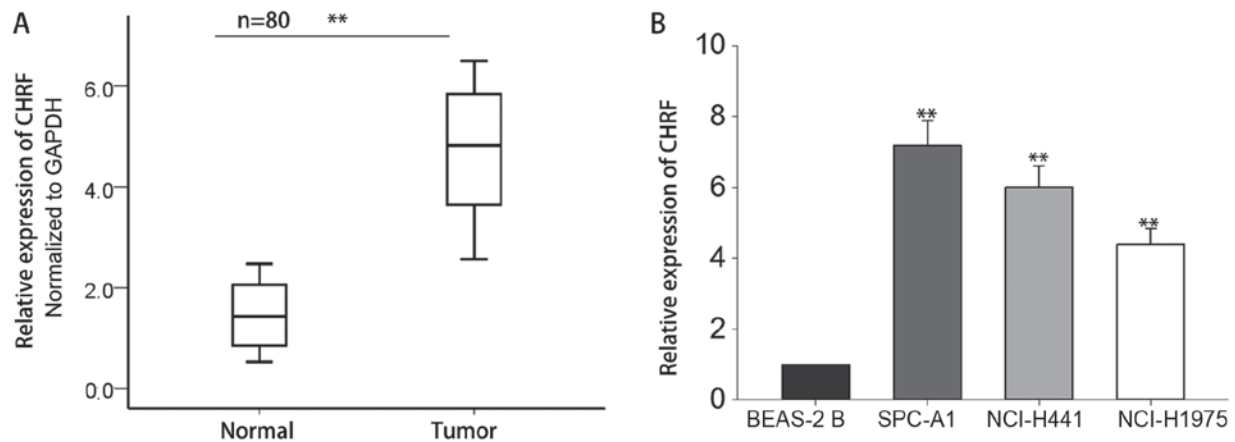 A
n=80 **
Relative expression of CHRF
Normalized to GAPDH
6.0
4.0
2.0
0.0
Normal Tumor
B
Relative expression of CHRF
10
8
6
4
2
0
**
**
**
BEAS-2 B SPC-A1 NCI-H441 NCI-H1975